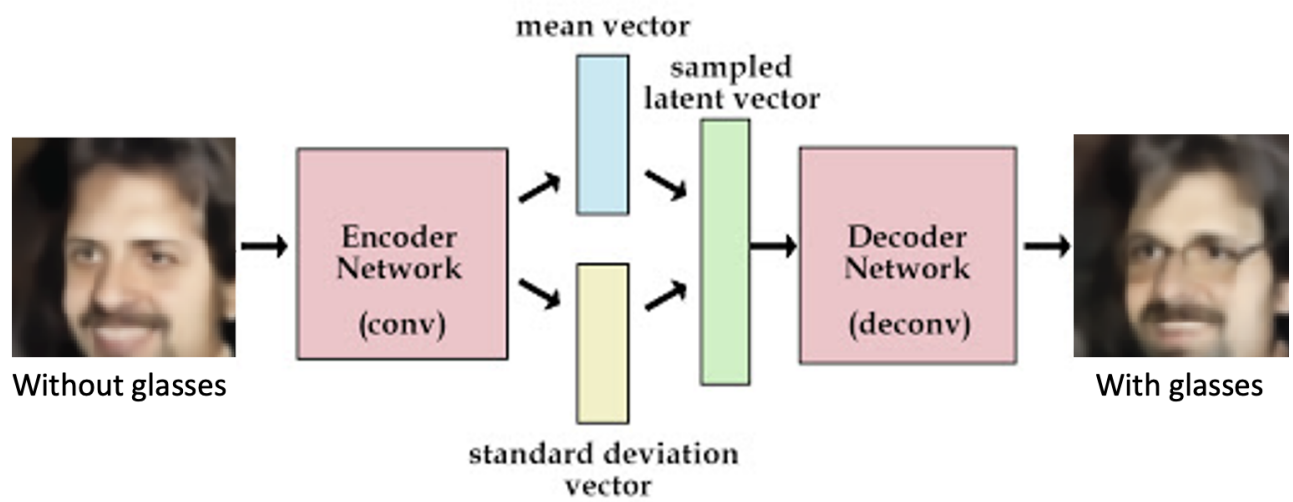 mean vector
sampled
latent vector
Encoder
Network
(conv)
Decoder
Network
(deconv)
Without glasses
With glasses
standard deviation
vector